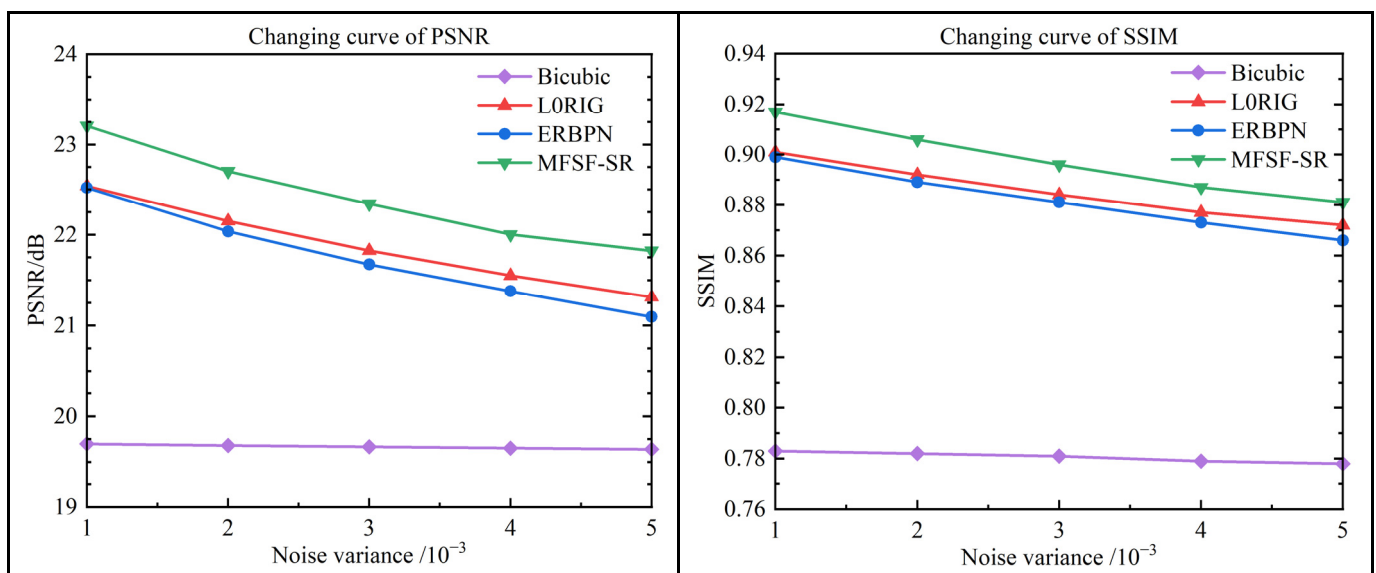 Changing curve of PSNR
24
23
22
21
20
19
PSNR/dB
Bicubic
L0RIG
ERBPN
MFSF-SR
1 2 3 4 5
Noise variance /10⁻³
Changing curve of SSIM
0.94
0.92
0.90
0.88
0.86
0.84
0.82
0.80
0.78
0.76
SSIM
Bicubic
L0RIG
ERBPN
MFSF-SR
1 2 3 4 5
Noise variance /10⁻³